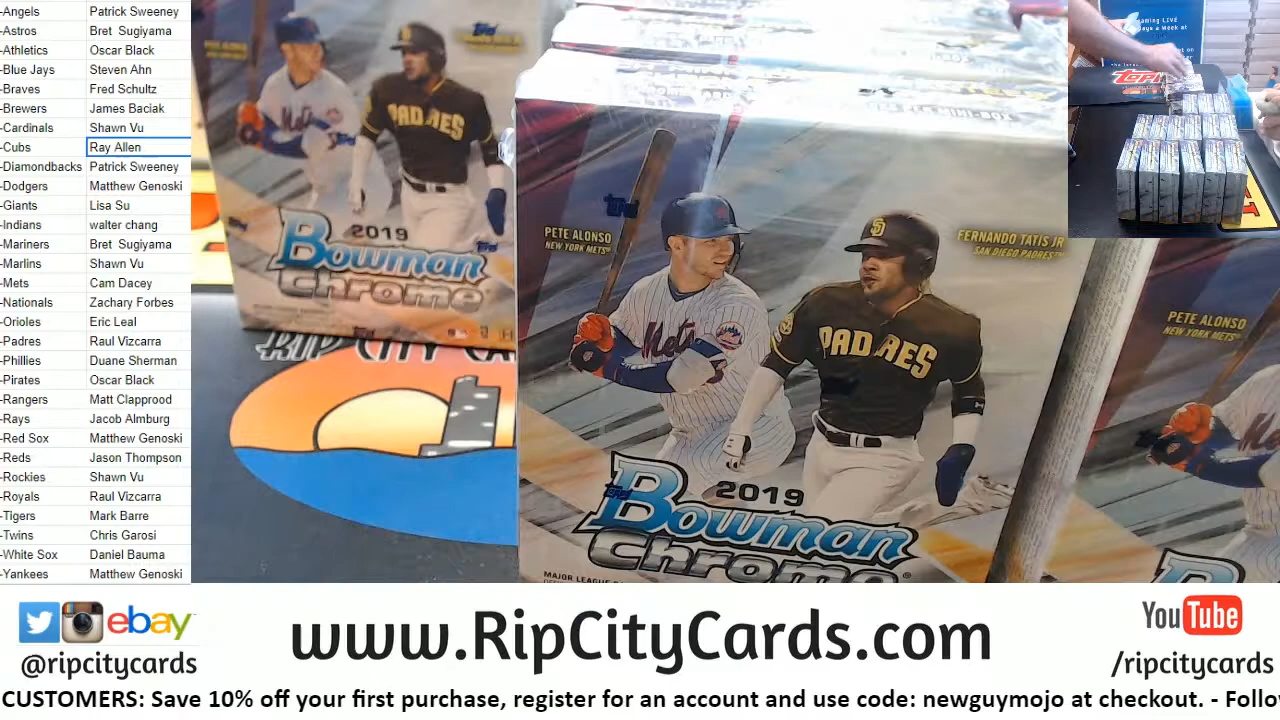 -Angels Patrick Sweeney
-Astros Bret Sugiyama
-Athletics Oscar Black
-Blue Jays Steven Ahn
-Braves Fred Schultz
-Brewers James Baciak
-Cardinals Shawn Vu
-Cubs Ray Allen
-Diamondbacks Patrick Sweeney
-Dodgers Matthew Genoski
-Giants Lisa Su
-Indians walter chang
-Mariners Bret Sugiyama
-Marlins Shawn Vu
-Mets Cam Dacey
-Nationals Zachary Forbes
-Orioles Eric Leal
-Padres Raul Vizcarra
-Phillies Duane Sherman
-Pirates Oscar Black
-Rangers Matt Clapprood
-Rays Jacob Almburg
-Red Sox Matthew Genoski
-Reds Jason Thompson
-Rockies Shawn Vu
-Royals Raul Vizcarra
-Tigers Mark Barre
-Twins Chris Garosi
-White Sox Daniel Bauma
-Yankees Matthew Genoski
PADRES
2019
Bowman
Chrome
RIP CITY CA
PETE ALONSO
NEW YORK METS
FERNANDO TATIS JR
SAN DIEGO PADRES
Mets
PADRES
2019
Bowman
Chrome
MAJOR LEAGUE
PETE ALONSO
NEW YORK METS
Topps
ebay
@ripcitycards
www.RipCityCards.com
YouTube
/ripcitycards
CUSTOMERS: Save 10% off your first purchase, register for an account and use code: newguymojo at checkout. - Follo